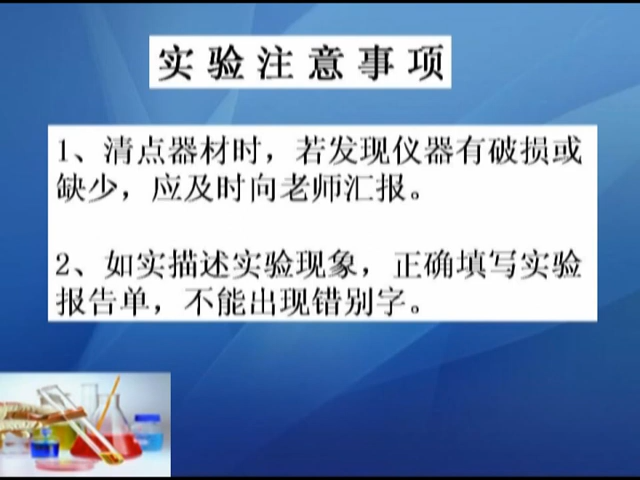 实验注意事项
1、清点器材时，若发现仪器有破损或
缺少，应及时向老师汇报。
2、如实描述实验现象，正确填写实验
报告单，不能出现错别字。